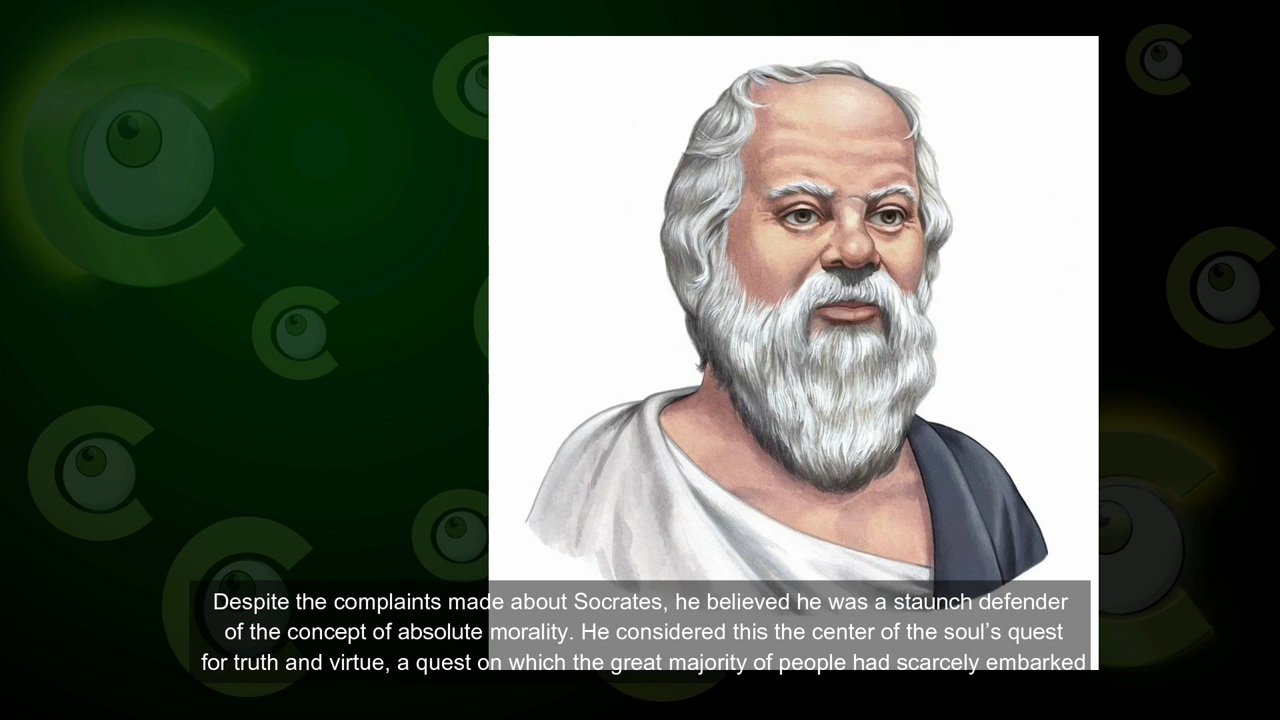 Despite the complaints made about Socrates, he believed he was a staunch defender
of the concept of absolute morality. He considered this the center of the soul’s quest
for truth and virtue, a quest on which the great majority of people had scarcely embarked